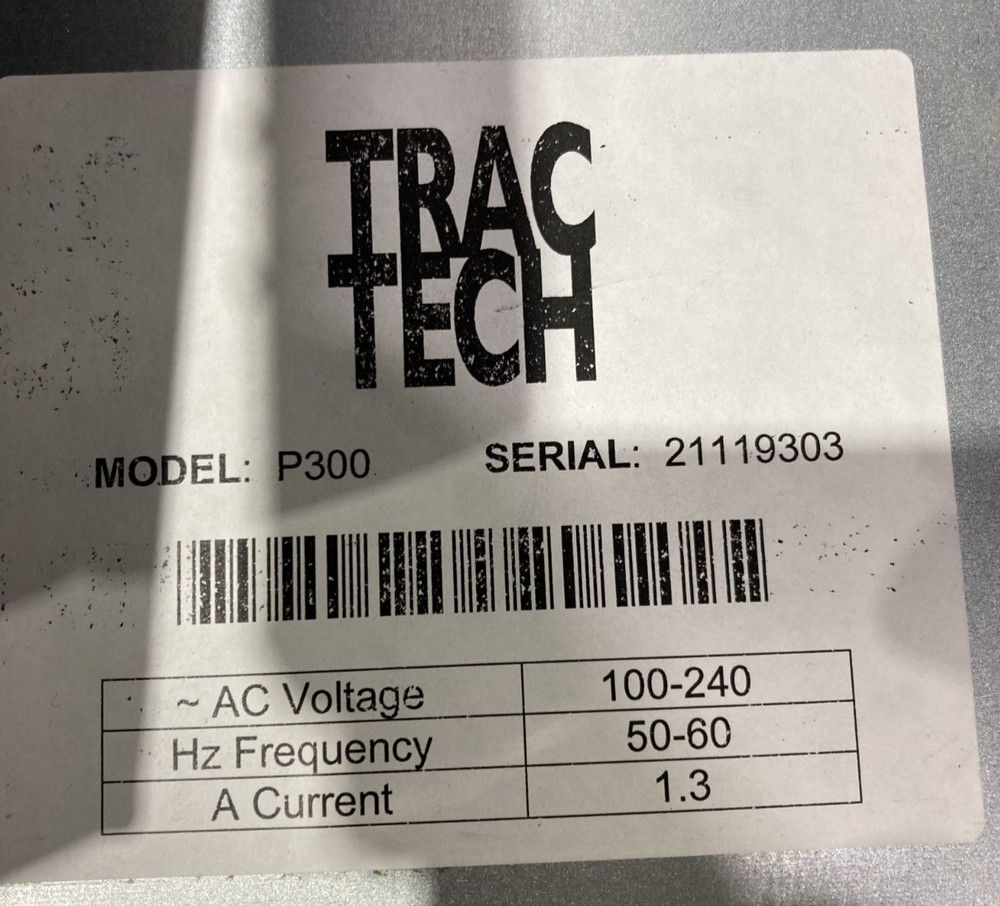 TRAC
TECH
MODEL: P300 SERIAL: 21119303
~ AC Voltage 100-240
Hz Frequency 50-60
A Current 1.3